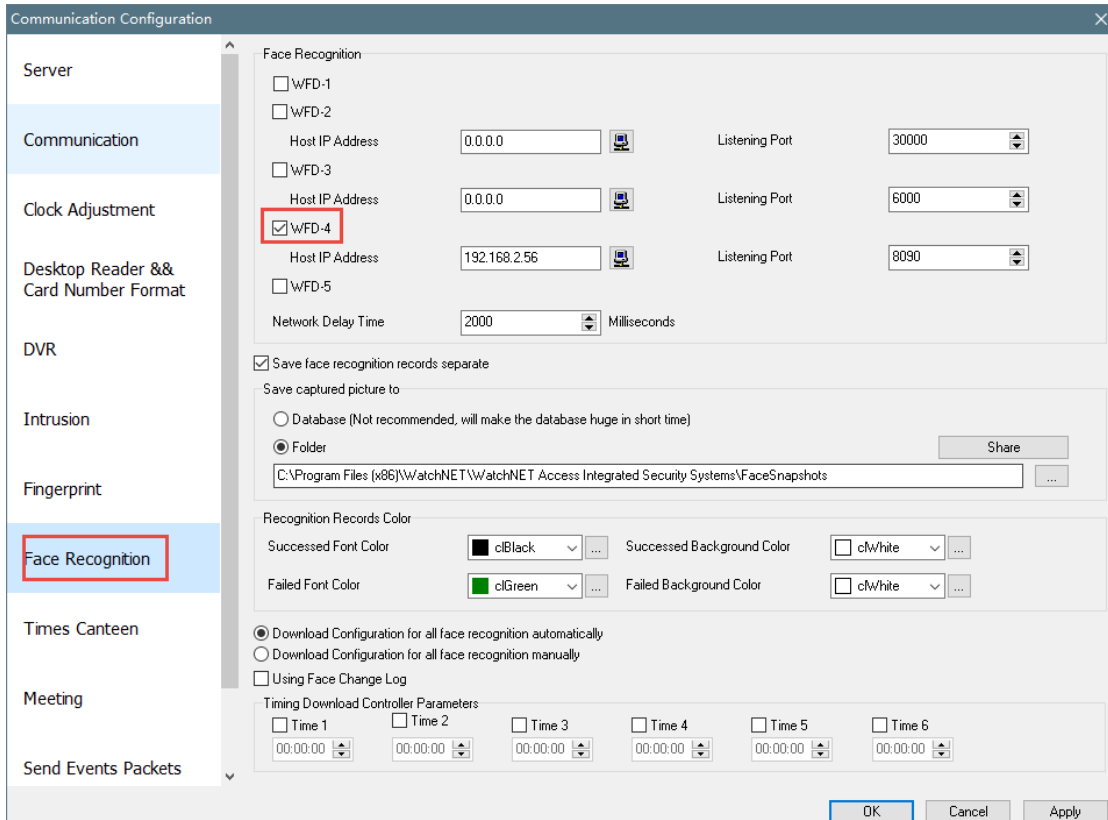 Communication Configuration
Server
Communication
Clock Adjustment
Desktop Reader &&
Card Number Format
DVR
Intrusion
Fingerprint
Face Recognition
Times Canteen
Meeting
Send Events Packets
Face Recognition
WFD-1
WFD-2
Host IP Address 0.0.0.0 Listening Port 30000
WFD-3
Host IP Address 0.0.0.0 Listening Port 6000
WFD-4
Host IP Address 192.168.2.56 Listening Port 8090
WFD-5
Network Delay Time 2000 Milliseconds
Save face recognition records separate
Save captured picture to
Database (Not recommended, will make the database huge in short time)
Folder Share
C:\Program Files (x86)\WatchNET\WatchNET Access Integrated Security Systems\FaceSnapshots ...
Recognition Records Color
Successed Font Color clBlack ... Successed Background Color clWhite ...
Failed Font Color clGreen ... Failed Background Color clWhite ...
Download Configuration for all face recognition automatically
Download Configuration for all face recognition manually
Using Face Change Log
Timing Download Controller Parameters
Time 1 Time 2 Time 3 Time 4 Time 5 Time 6
00:00:00 00:00:00 00:00:00 00:00:00 00:00:00 00:00:00
OK Cancel Apply